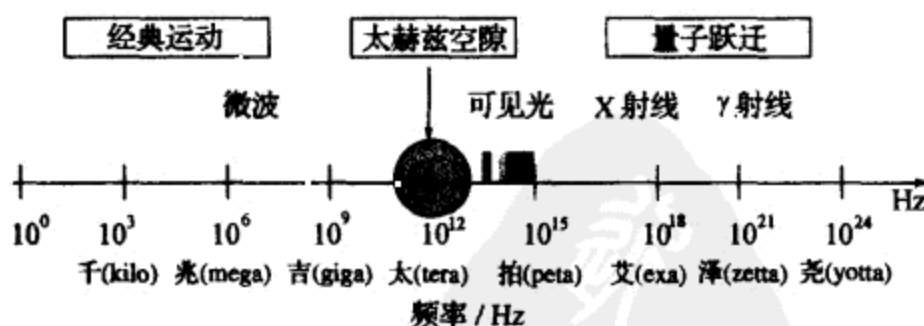 经典运动 太赫兹空隙 量子跃迁
微波 可见光 X射线 γ射线
Hz
10⁰ 10³ 10⁶ 10⁹ 10¹² 10¹⁵ 10¹⁸ 10²¹ 10²⁴
千(kilo) 兆(mega) 吉(giga) 太(tera) 拍(peta) 艾(exa) 泽(zetta) 尧(yotta)
频率 / Hz